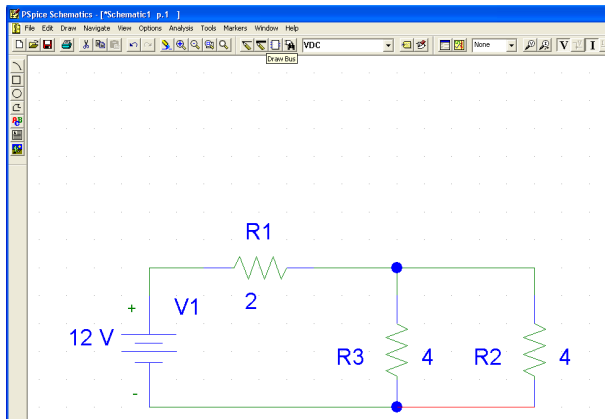 PSpice Schematics - [*Schematic1 p.1 ]
File Edit Draw Navigate View Options Analysis Tools Markers Window Help
VDC None V I
Draw Bus
R1
2
+ V1
12 V
R3 4 R2 4
-